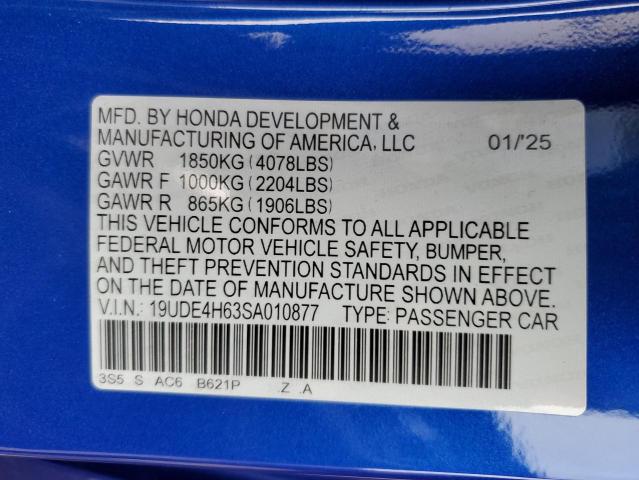 MFD. BY HONDA DEVELOPMENT &
MANUFACTURING OF AMERICA, LLC 01/'25
GVWR 1850KG (4078LBS)
GAWR F 1000KG (2204LBS)
GAWR R 865KG (1906LBS)
THIS VEHICLE CONFORMS TO ALL APPLICABLE
FEDERAL MOTOR VEHICLE SAFETY, BUMPER,
AND THEFT PREVENTION STANDARDS IN EFFECT
ON THE DATE OF MANUFACTURE SHOWN ABOVE.
V.I.N.: 19UDE4H63SA010877 TYPE: PASSENGER CAR
3S5 S AC6 B621P .Z .A